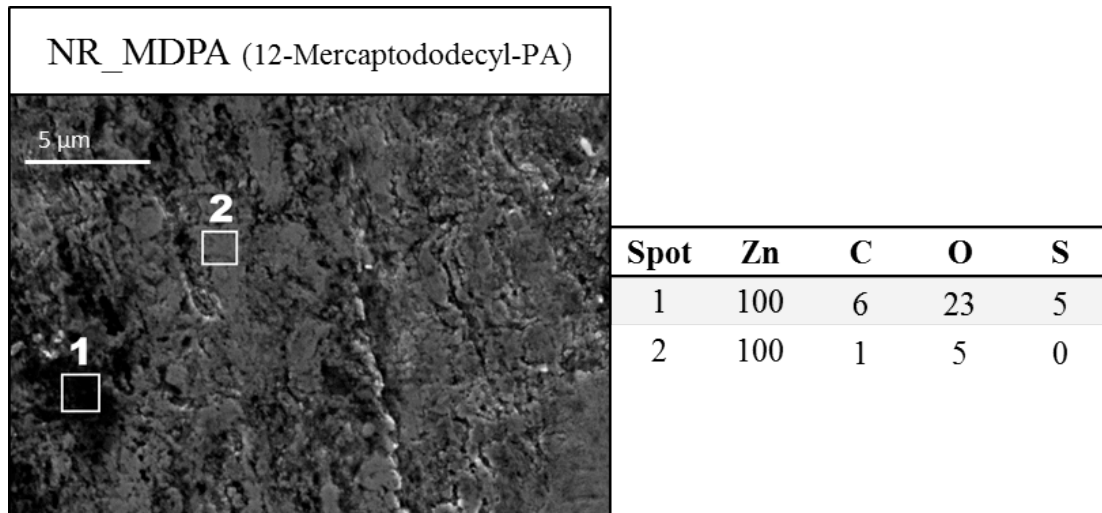 NR_MDPA (12-Mercaptododecyl-PA)
5 μm
2
1
Spot Zn C O S
1 100 6 23 5
2 100 1 5 0